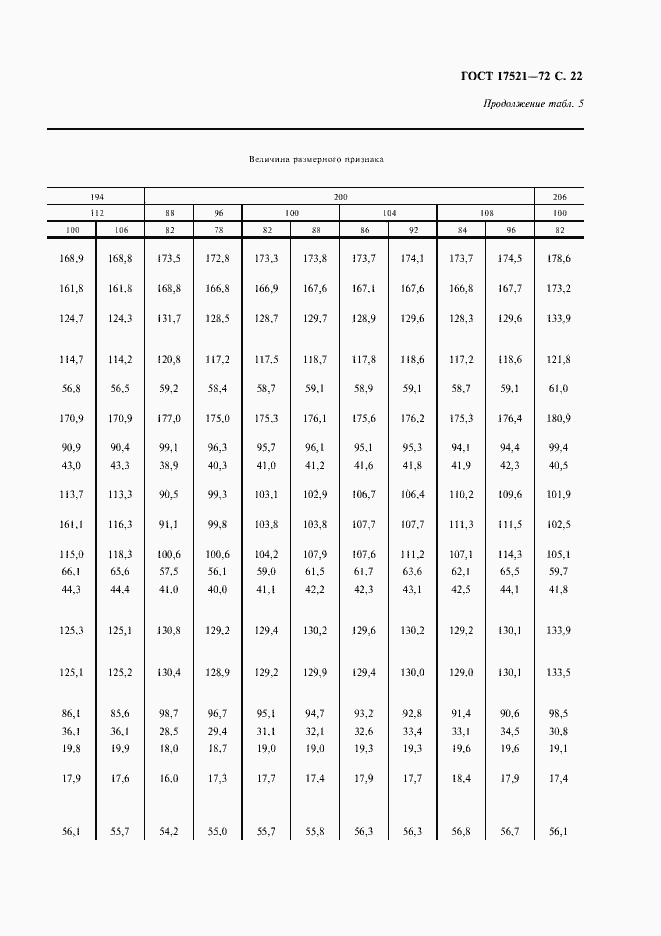 ГОСТ 17521—72 С. 22
Продолжение табл. 5
Величина размерного признака
194 200 206
112 88 96 100 104 108 100
100 106 82 78 82 88 86 92 84 96 82
168,9 168,8 173,5 172,8 173,3 173,8 173,7 174,1 173,7 174,5 178,6
161,8 161,8 168,8 166,8 166,9 167,6 167,1 167,6 166,8 167,7 173,2
124,7 124,3 131,7 128,5 128,7 129,7 128,9 129,6 128,3 129,6 133,9
114,7 114,2 120,8 117,2 117,5 118,7 117,8 118,6 117,2 118,6 121,8
56,8 56,5 59,2 58,4 58,7 59,1 58,9 59,1 58,7 59,1 61,0
170,9 170,9 177,0 175,0 175,3 176,1 175,6 176,2 175,3 176,4 180,9
90,9 90,4 99,1 96,3 95,7 96,1 95,1 95,3 94,1 94,4 99,4
43,0 43,3 38,9 40,3 41,0 41,2 41,6 41,8 41,9 42,3 40,5
113,7 113,3 90,5 99,3 103,1 102,9 106,7 106,4 110,2 109,6 101,9
161,1 116,3 91,1 99,8 103,8 103,8 107,7 107,7 111,3 111,5 102,5
115,0 118,3 100,6 100,6 104,2 107,9 107,6 111,2 107,1 114,3 105,1
66,1 65,6 57,5 56,1 59,0 61,5 61,7 63,6 62,1 65,5 59,7
44,3 44,4 41,0 40,0 41,1 42,2 42,3 43,1 42,5 44,1 41,8
125,3 125,1 130,8 129,2 129,4 130,2 129,6 130,2 129,2 130,1 133,9
125,1 125,2 130,4 128,9 129,2 129,9 129,4 130,0 129,0 130,1 133,5
86,1 85,6 98,7 96,7 95,1 94,7 93,2 92,8 91,4 90,6 98,5
36,1 36,1 28,5 29,4 31,1 32,1 32,6 33,4 33,1 34,5 30,8
19,8 19,9 18,0 18,7 19,0 19,0 19,3 19,3 19,6 19,6 19,1
17,9 17,6 16,0 17,3 17,7 17,4 17,9 17,7 18,4 17,9 17,4
56,1 55,7 54,2 55,0 55,7 55,8 56,3 56,3 56,8 56,7 56,1